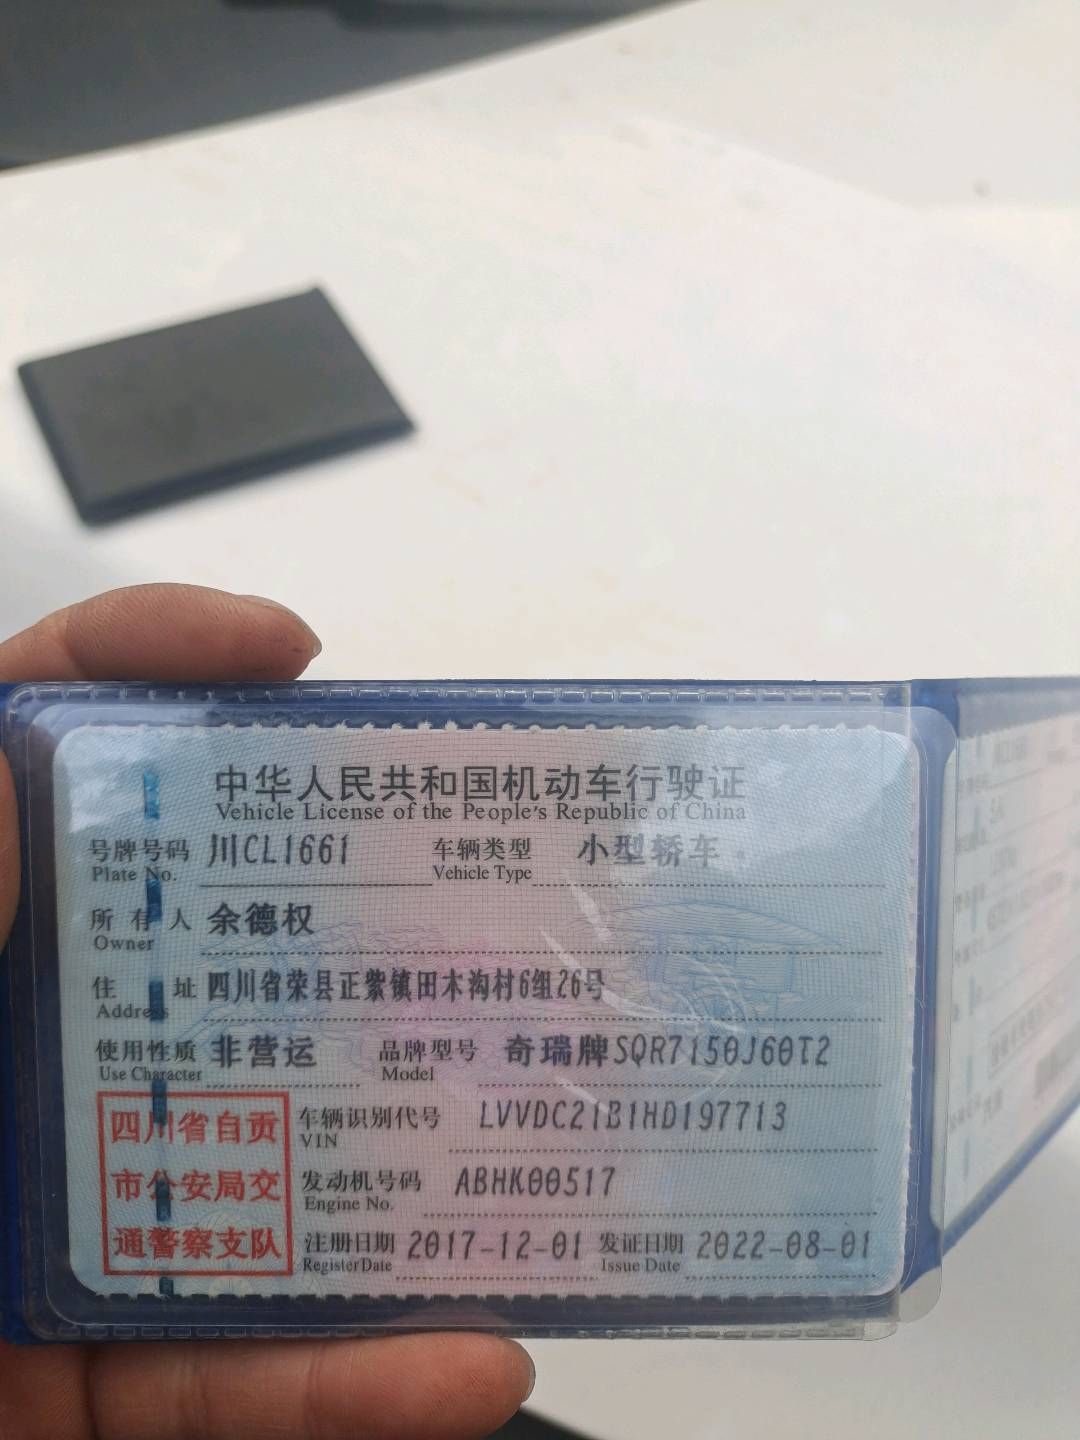 中华人民共和国机动车行驶证
Vehicle License of the People's Republic of China
号牌号码 川CL1661 车辆类型 小型轿车
Plate No. Vehicle Type
所有人 余德权
Owner
住址 四川省荣县正紫镇田木沟村6组26号
Address
使用性质 非营运 品牌型号 奇瑞牌SQR7150J60T2
Use Character Model
四川省自贡 车辆识别代号 LVVDC21B1HD197713
VIN
市公安局交 发动机号码 ABHK00517
Engine No.
通警察支队 注册日期 2017-12-01 发证日期 2022-08-01
Register Date Issue Date